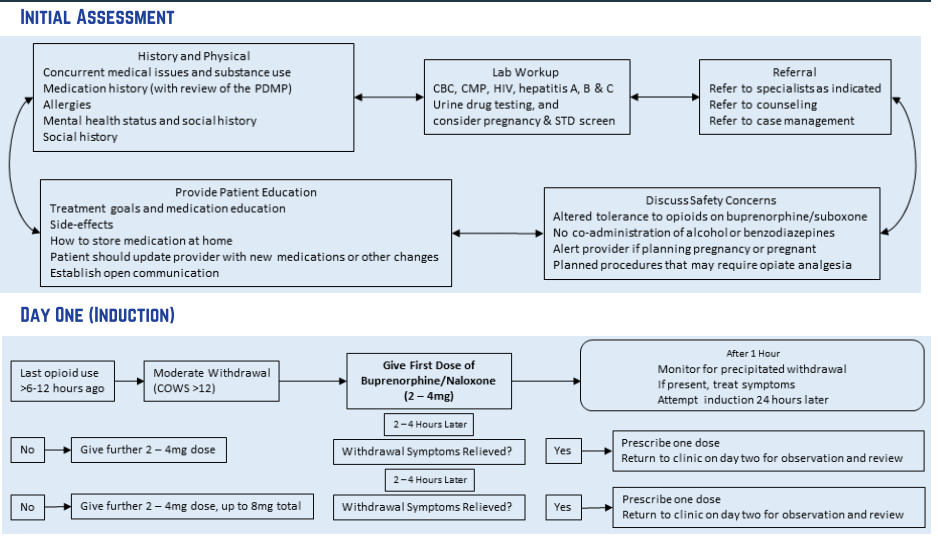 INITIAL ASSESSMENT
History and Physical
Concurrent medical issues and substance use
Medication history (with review of the PDMP)
Allergies
Mental health status and social history
Social history
Lab Workup
CBC, CMP, HIV, hepatitis A, B & C
Urine drug testing, and
consider pregnancy & STD screen
Referral
Refer to specialists as indicated
Refer to counseling
Refer to case management
Provide Patient Education
Treatment goals and medication education
Side-effects
How to store medication at home
Patient should update provider with new medications or other changes
Establish open communication
Discuss Safety Concerns
Altered tolerance to opioids on buprenorphine/suboxone
No co-administration of alcohol or benzodiazepines
Alert provider if planning pregnancy or pregnant
Planned procedures that may require opiate analgesia
DAY ONE (INDUCTION)
Last opioid use
>6-12 hours ago
Moderate Withdrawal
(COWS >12)
Give First Dose of
Buprenorphine/Naloxone
(2 – 4mg)
After 1 Hour
Monitor for precipitated withdrawal
If present, treat symptoms
Attempt induction 24 hours later
2 – 4 Hours Later
No
Give further 2 – 4mg dose
Withdrawal Symptoms Relieved?
Yes
Prescribe one dose
Return to clinic on day two for observation and review
2 – 4 Hours Later
No
Give further 2 – 4mg dose, up to 8mg total
Withdrawal Symptoms Relieved?
Yes
Prescribe one dose
Return to clinic on day two for observation and review